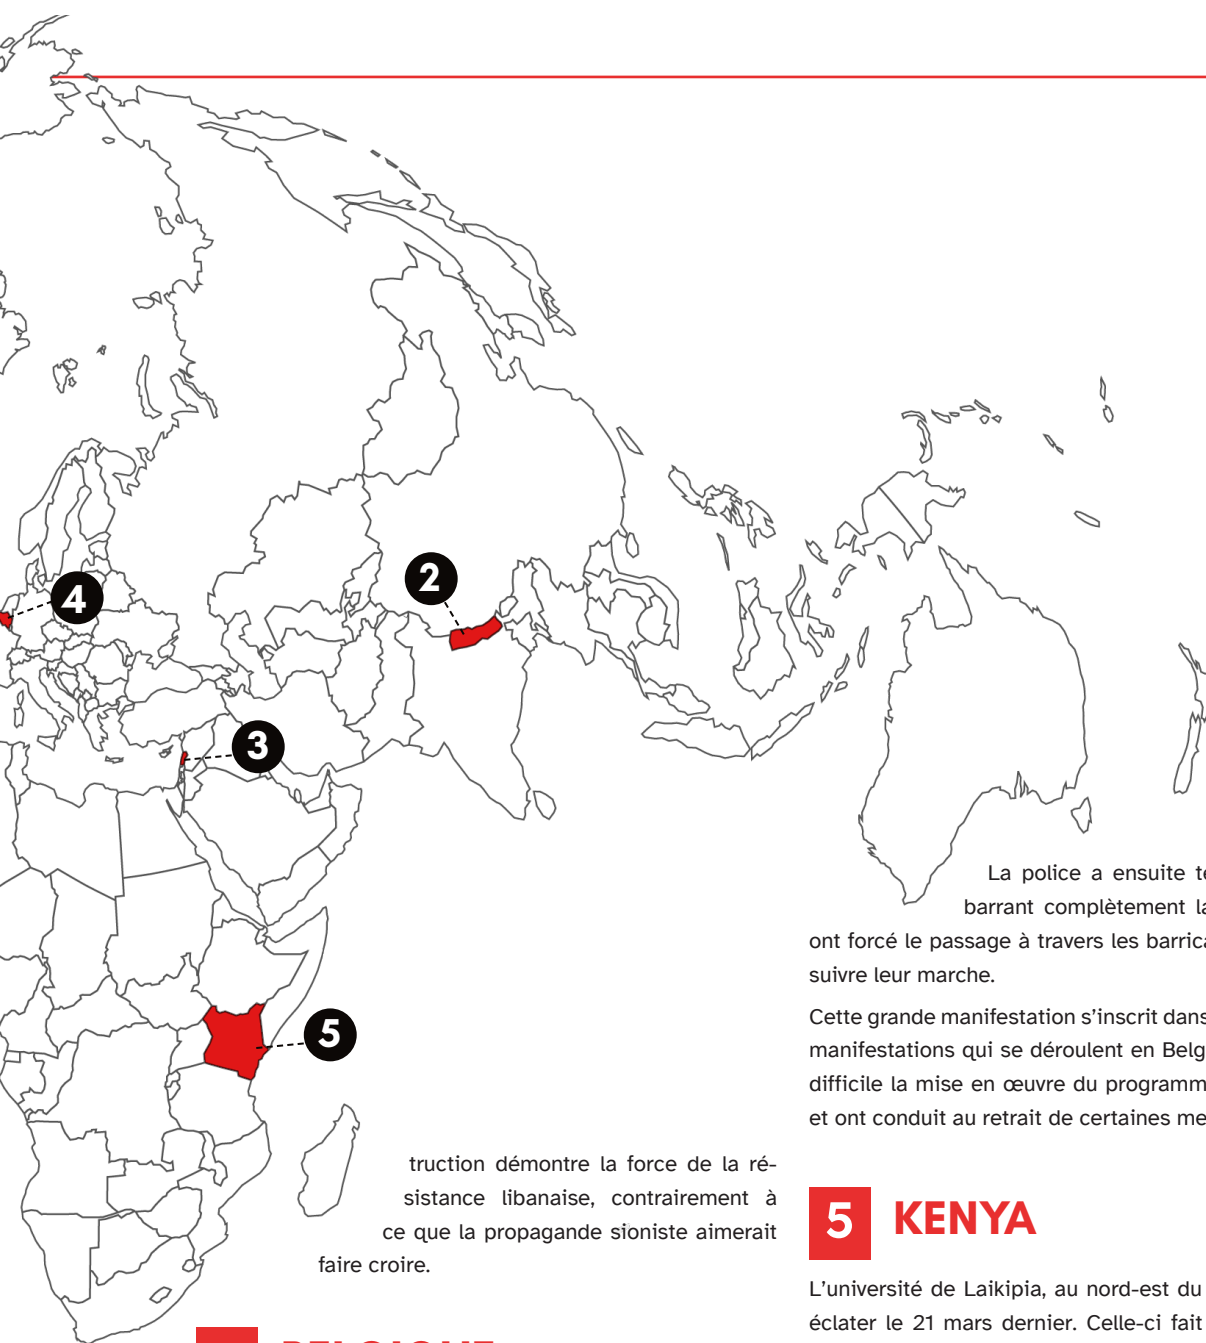 4
2
3
5
truction démontre la force de la ré-
sistance libanaise, contrairement à
ce que la propagande sioniste aimerait
faire croire.
La police a ensuite
barrant complètement
ont forcé le passage à travers les
suivre leur marche.
Cette grande manifestation s’inscrit dans
manifestations qui se déroulent en
difficile la mise en œuvre du
et ont conduit au retrait de certaines
5 KENYA
L’université de Laikipia, au nord-est du
éclater le 21 mars dernier. Celle-ci fait